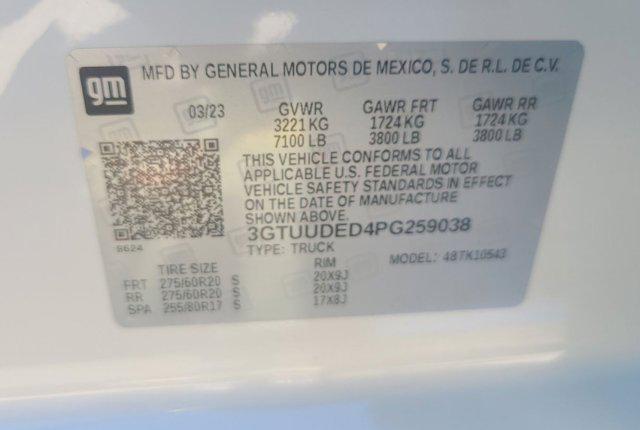 gm
MFD BY GENERAL MOTORS DE MEXICO, S. DE R.L. DE C.V.
03/23 GVWR GAWR FRT GAWR RR
3221 KG 1724 KG 1724 KG
7100 LB 3800 LB 3800 LB
THIS VEHICLE CONFORMS TO ALL
APPLICABLE U.S. FEDERAL MOTOR
VEHICLE SAFETY STANDARDS IN EFFECT
ON THE DATE OF MANUFACTURE
SHOWN ABOVE.
3GTUUDED4PG259038
8624
TYPE: TRUCK MODEL: 48TK10543
TIRE SIZE RIM
FRT 275/60R20 S 20X9J
RR 275/60R20 S 20X9J
SPA 255/80R17 S 17X8J